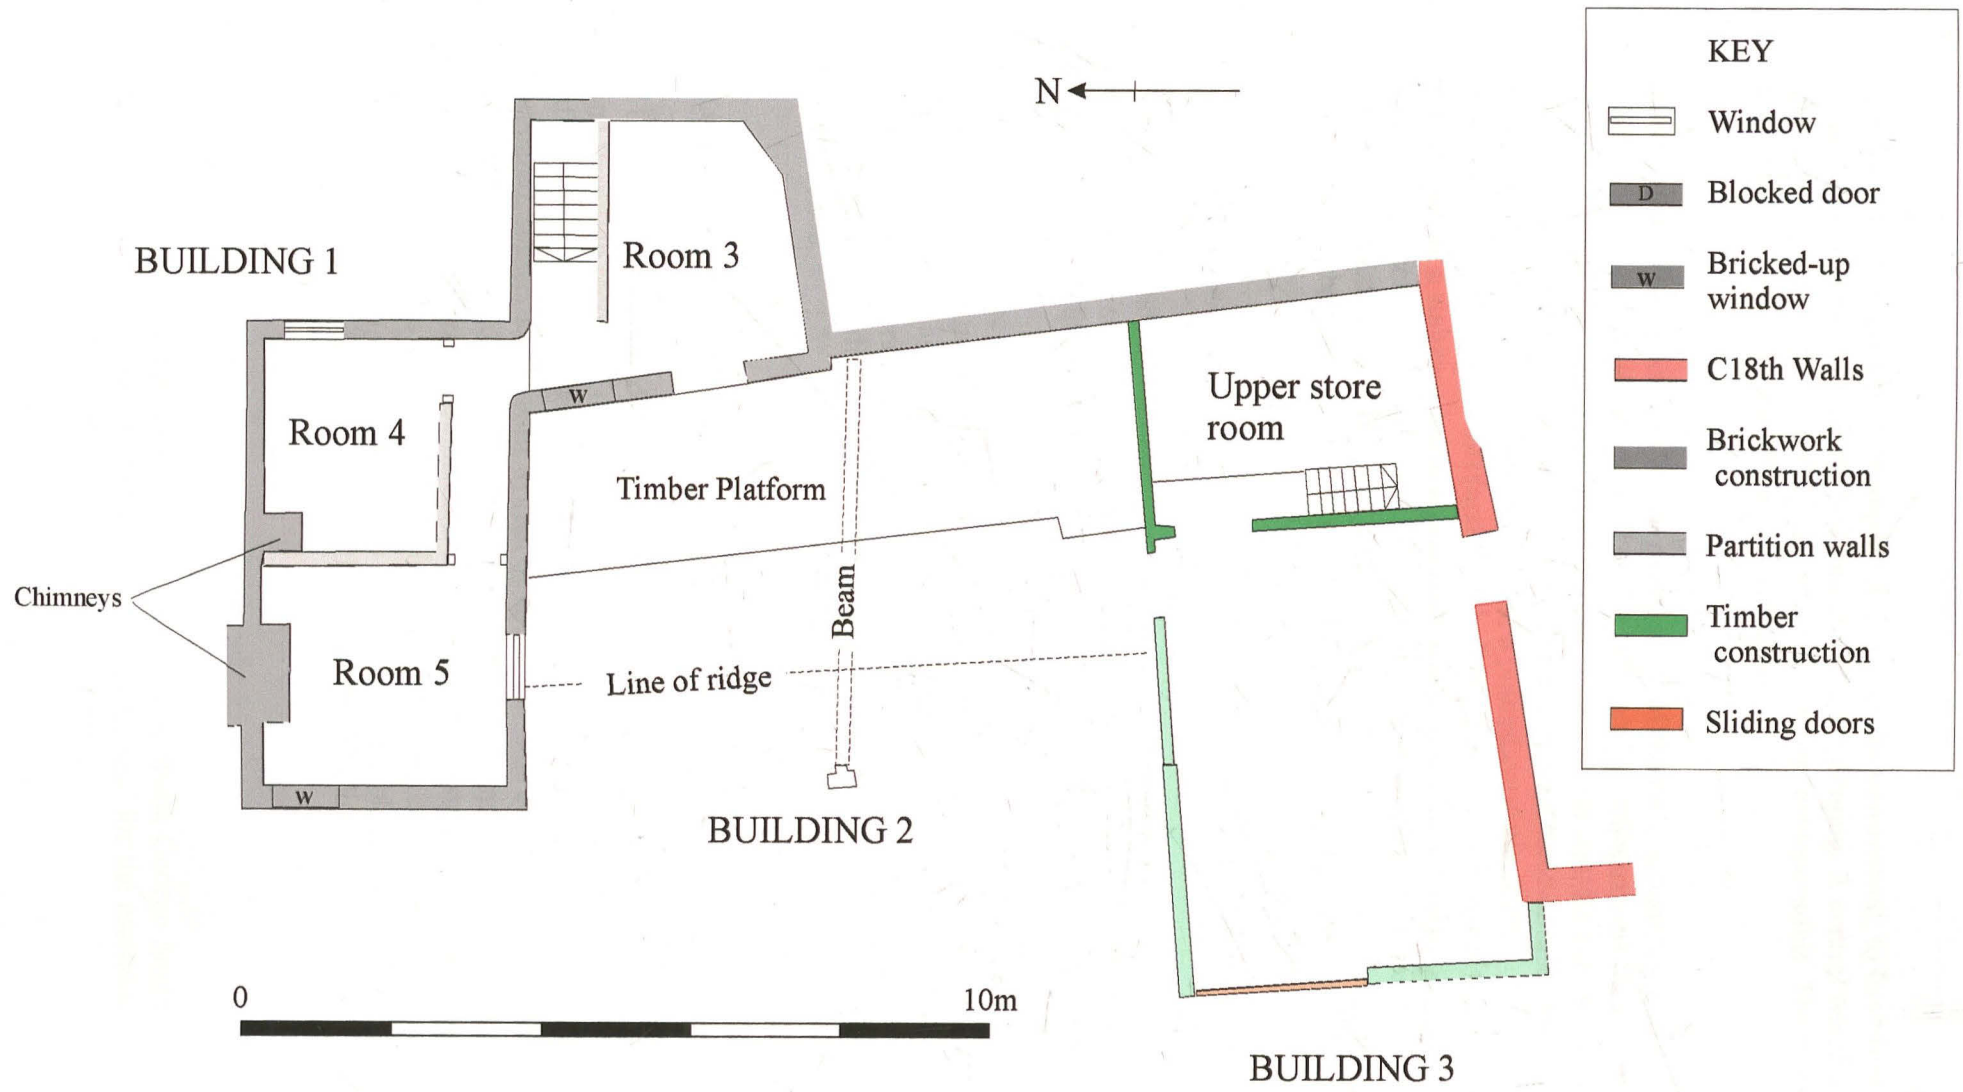 KEY
Window
D
Blocked door
W
Bricked-up
window
C18th Walls
Brickwork
construction
Partition walls
Timber
construction
Sliding doors
N
BUILDING 1
Room 3
Room 4
W
Upper store
room
Timber Platform
Chimneys
Beam
Room 5
Line of ridge
W
BUILDING 2
0
10m
BUILDING 3